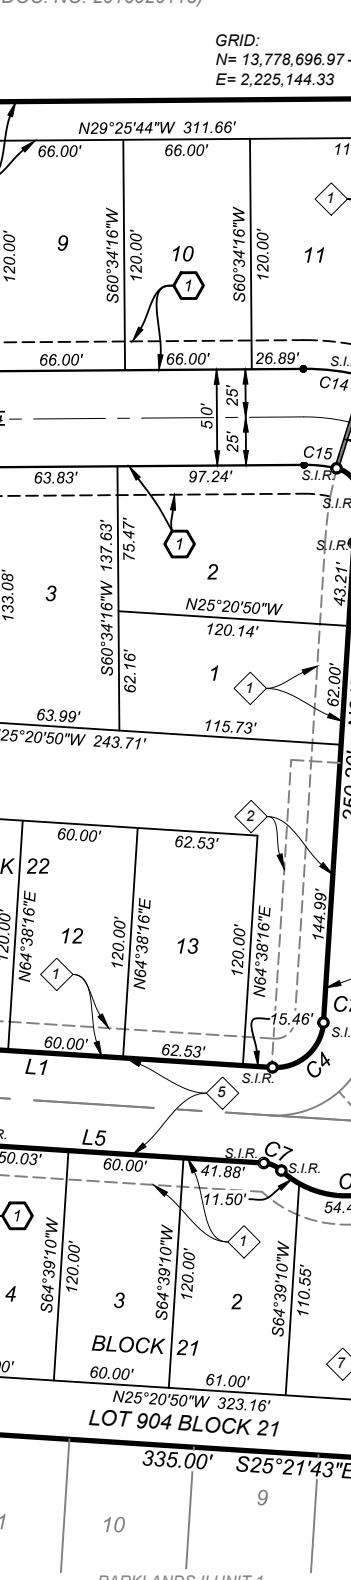 GRID:
N= 13,778,696.97
E= 2,225,144.33
N29°25'44"W 311.66'
66.00'
66.00'
11
1
120.00'
9
S60°34'16"W
120.00'
10
S60°34'16"W
120.00'
11
1
66.00'
66.00'
26.89'
S.I.
C14
50'
25'
25'
C15
S.I.R.
63.83'
97.24'
S.I.R.
S.I.R.
133.08'
3
S60°34'16"W 137.63'
75.47'
1
2
43.21'
N25°20'50"W
120.14'
62.16'
1
1
62.00'
63.99'
115.73'
25°20'50"W 243.71'
2
60.00'
62.53'
K 22
120.00'
N64°38'16"E
12
120.00'
N64°38'16"E
13
120.00'
N64°38'16"E
144.99'
1
15.46'
S.I.
60.00'
62.53'
S.I.R.
C4
L1
5
L5
50.03'
60.00'
41.88'
S.I.R.
C7
S.I.R.
11.50'
54.4
1
1
4
S64°39'10"W
120.00'
3
S64°39'10"W
120.00'
2
S64°39'10"W
110.55'
BLOCK 21
7
60.00'
61.00'
N25°20'50"W 323.16'
LOT 904 BLOCK 21
335.00' S25°21'43"E
10
9